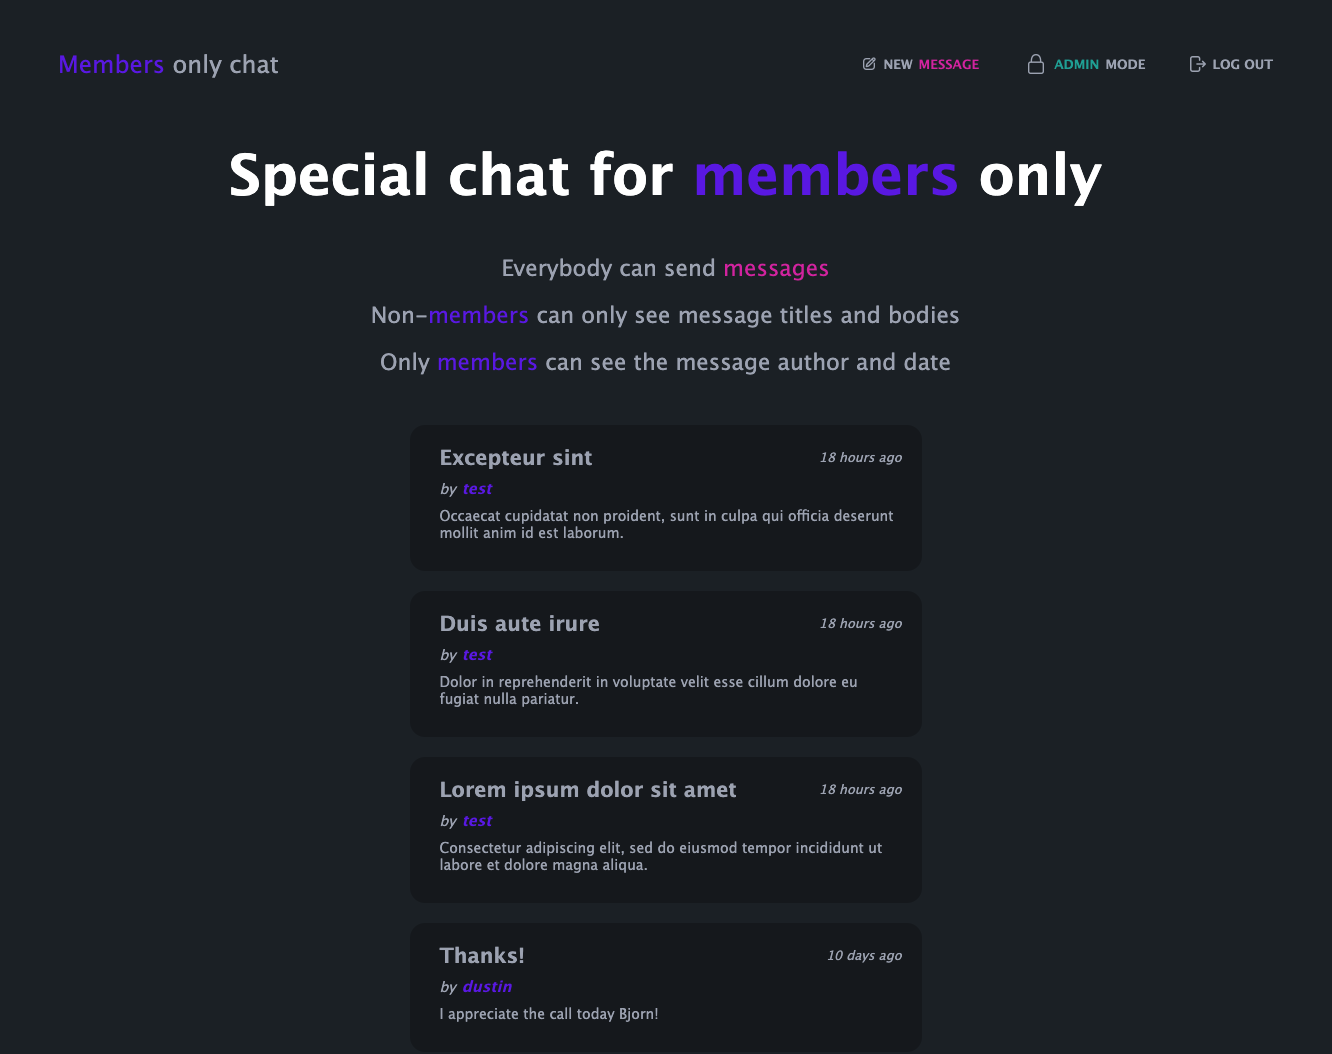 Members only chat
NEW MESSAGE
ADMIN MODE
LOG OUT
Special chat for members only
Everybody can send messages
Non-members can only see message titles and bodies
Only members can see the message author and date
Excepteur sint
18 hours ago
by test
Occaecat cupidatat non proident, sunt in culpa qui officia deserunt
mollit anim id est laborum.
Duis aute irure
18 hours ago
by test
Dolor in reprehenderit in voluptate velit esse cillum dolore eu
fugiat nulla pariatur.
Lorem ipsum dolor sit amet
18 hours ago
by test
Consectetur adipiscing elit, sed do eiusmod tempor incididunt ut
labore et dolore magna aliqua.
Thanks!
10 days ago
by dustin
I appreciate the call today Bjorn!